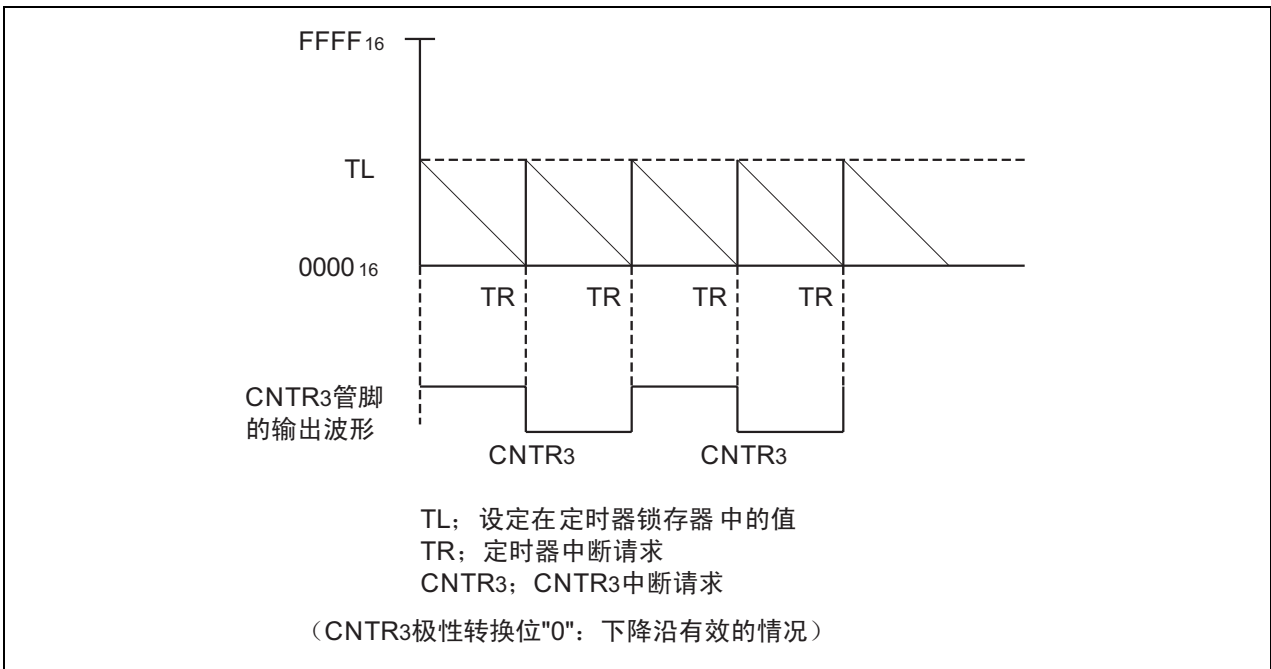 FFFF16
TL
000016
TR TR TR TR
CNTR3管脚
的输出波形
CNTR3 CNTR3
TL；设定在定时器锁存器 中的值
TR；定时器中断请求
CNTR3；CNTR3中断请求
（CNTR3极性转换位"0"：下降沿有效的情况）